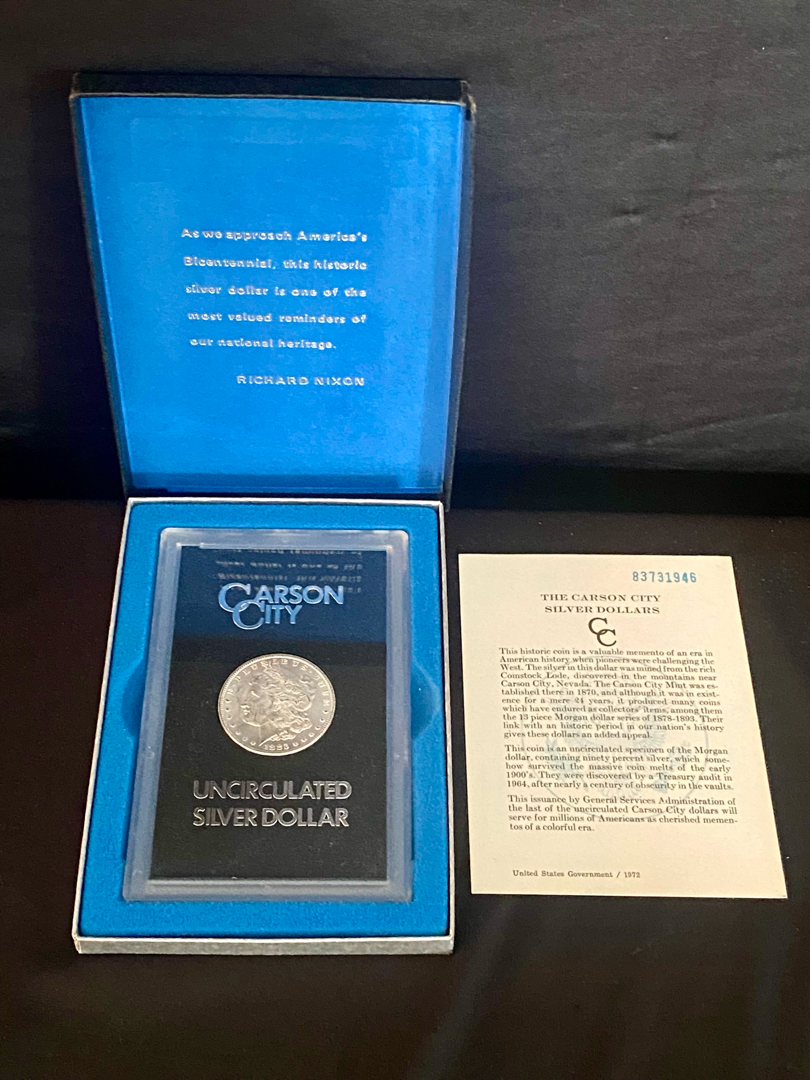 As we approach America's
Bicentennial, this historic
silver dollar is one of the
most valued reminders of
our national heritage.
RICHARD NIXON
CARSON
CITY
UNCIRCULATED
SILVER DOLLAR
83731946
THE CARSON CITY
SILVER DOLLARS
CC
This historic coin is a valuable memento of an era in
American history when pioneers were challenging the
West. The silver in this dollar was mined from the rich
Comstock Lode, discovered in the mountains near
Carson City, Nevada. The Carson City Mint was es-
tablished there in 1870, and although it was in exist-
ence for a mere 24 years, it produced many coins
which have endured as collectors' items, among them
the 13 piece Morgan dollar series of 1878-1893. Their
link with an historic period in our nation's history
gives these dollars an added appeal.
This coin is an uncirculated specimen of the Morgan
dollar, containing ninety percent silver, which some-
how survived the massive coin melts of the early
1900's. They were discovered by a Treasury audit in
1964, after nearly a century of obscurity in the vaults.
This issuance by General Services Administration of
the last of the uncirculated Carson City dollars will
serve for millions of Americans as cherished memen-
tos of a colorful era.
United States Government / 1972